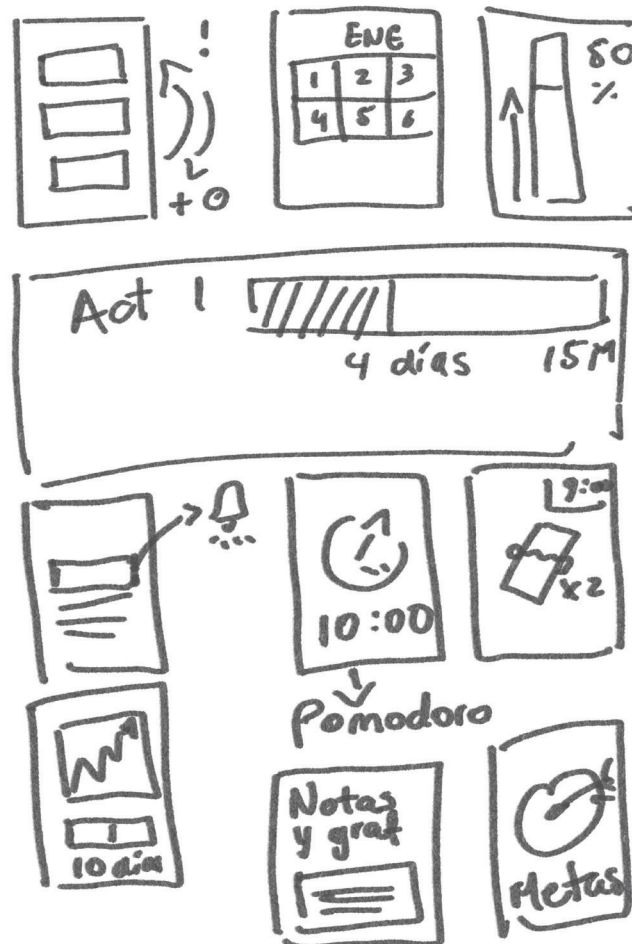 !
+ 0
ENE
1 2 3
4 5 6
80
%
Act 1
4 días
15M
9:00
x2
10:00
Pomodoro
10 días
Notas
y graf
Metas